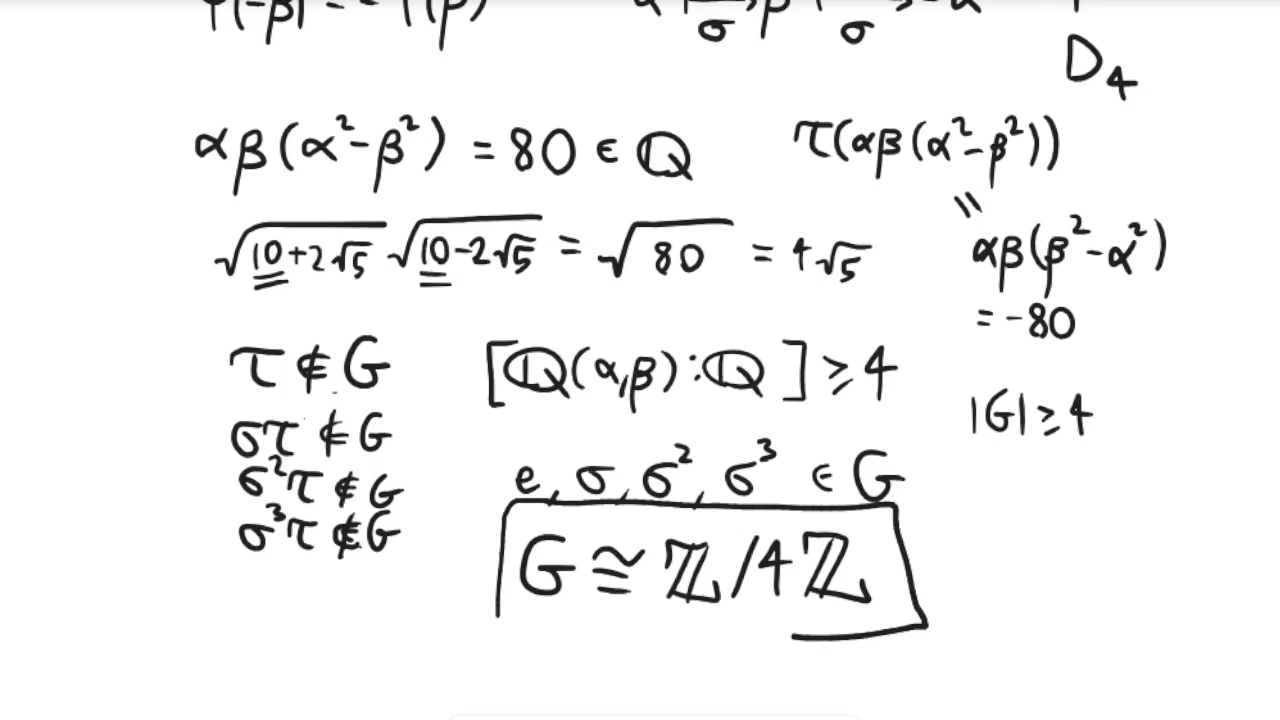 D₄
αβ(α²-β²) = 80 ∈ ℚ
τ(αβ(α²-β²))
=
αβ(β²-α²)
= -80
√(10+2√5) √(10-2√5) = √80 = 4√5
τ ∉ G
στ ∉ G
σ²τ ∉ G
σ³τ ∉ G
[ℚ(α,β):ℚ] ≥ 4
|G| ≥ 4
e, σ, σ², σ³ ∈ G
G ≅ ℤ/4ℤ